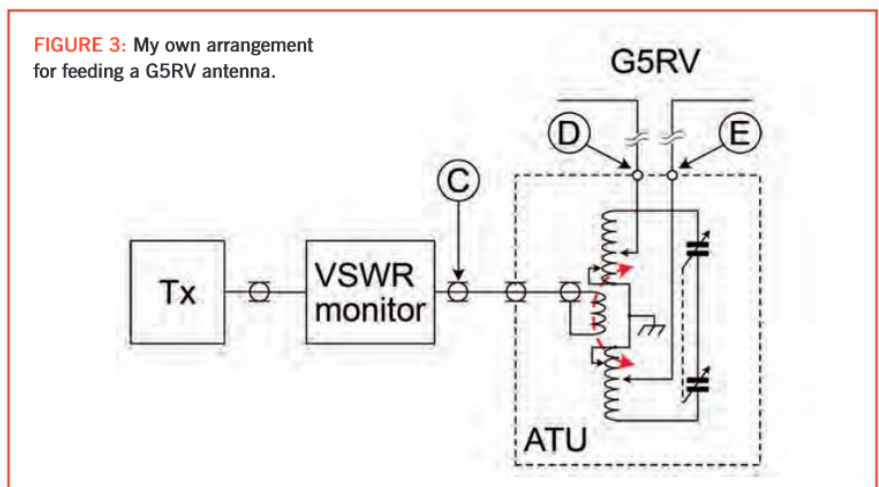 FIGURE 3: My own arrangement
for feeding a G5RV antenna.
G5RV
D
E
C
Tx
VSWR
monitor
ATU